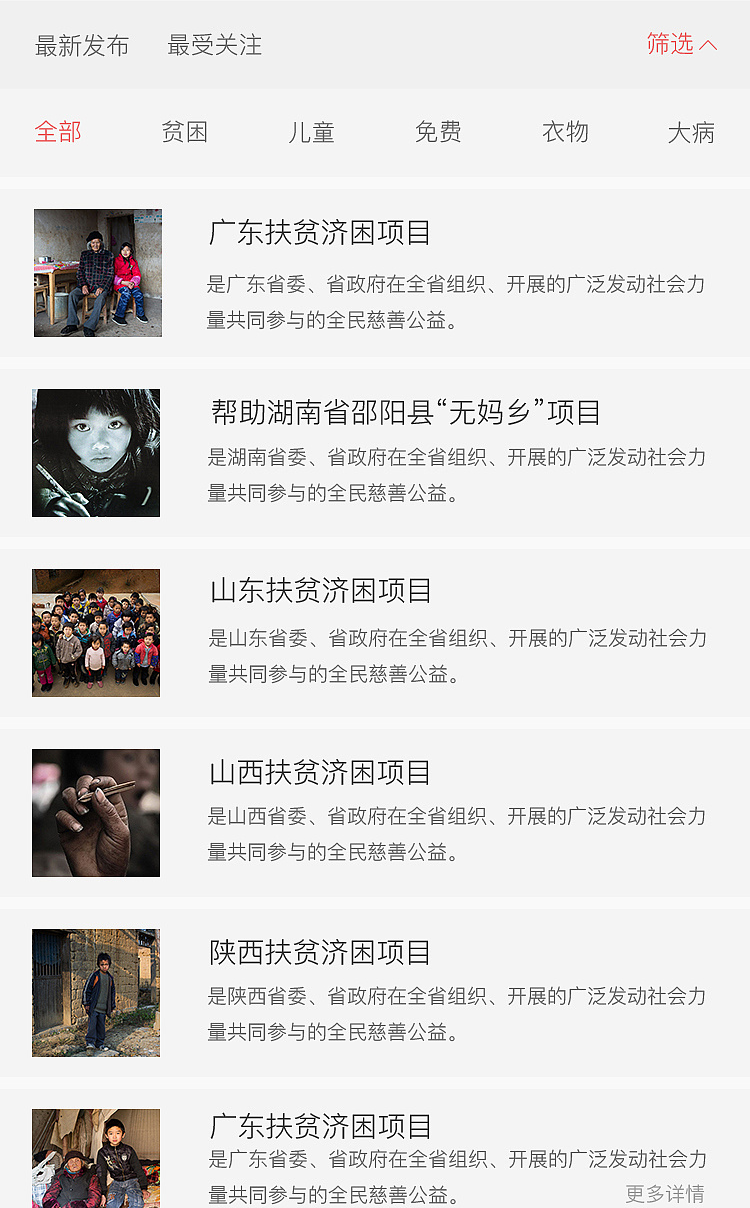 最新发布 最受关注 筛选
全部 贫困 儿童 免费 衣物 大病
广东扶贫济困项目
是广东省委、省政府在全省组织、开展的广泛发动社会力
量共同参与的全民慈善公益。
帮助湖南省邵阳县“无妈乡”项目
是湖南省委、省政府在全省组织、开展的广泛发动社会力
量共同参与的全民慈善公益。
山东扶贫济困项目
是山东省委、省政府在全省组织、开展的广泛发动社会力
量共同参与的全民慈善公益。
山西扶贫济困项目
是山西省委、省政府在全省组织、开展的广泛发动社会力
量共同参与的全民慈善公益。
陕西扶贫济困项目
是陕西省委、省政府在全省组织、开展的广泛发动社会力
量共同参与的全民慈善公益。
广东扶贫济困项目
是广东省委、省政府在全省组织、开展的广泛发动社会力
量共同参与的全民慈善公益。 更多详情